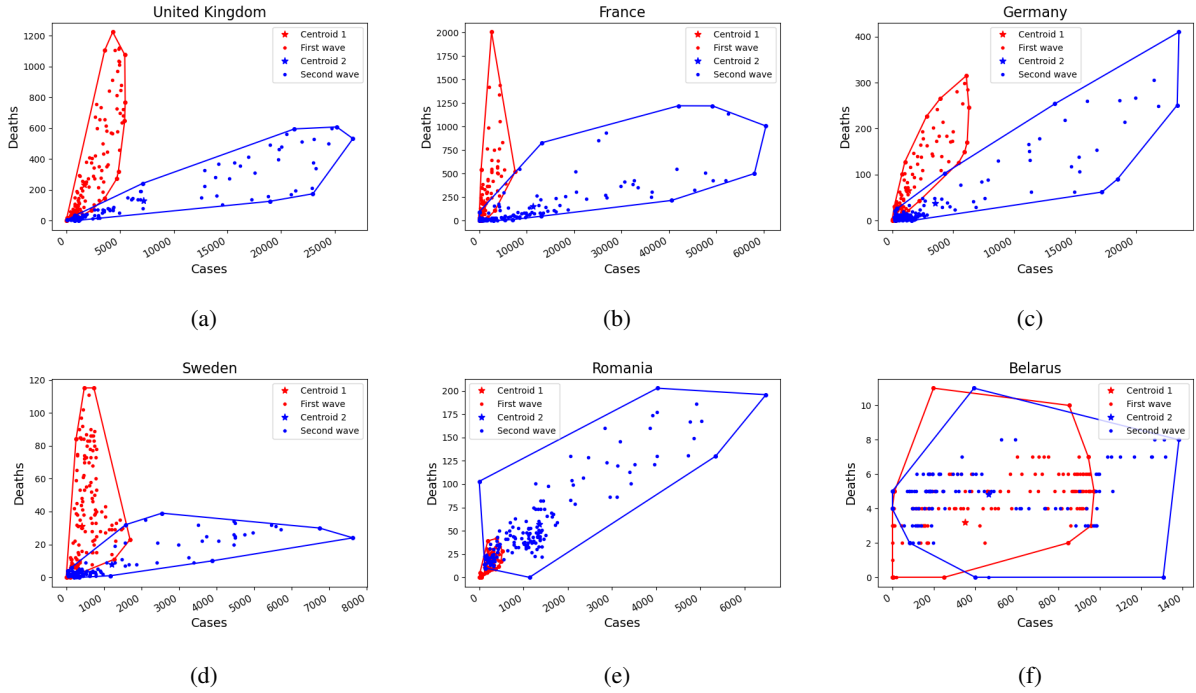 United Kingdom
Deaths
1200
1000
800
600
400
200
0
0
5000
10000
15000
20000
25000
Cases
Centroid 1
First wave
Centroid 2
Second wave
(a)
France
Deaths
2000
1750
1500
1250
1000
750
500
250
0
0
10000
20000
30000
40000
50000
60000
Cases
Centroid 1
First wave
Centroid 2
Second wave
(b)
Germany
Deaths
400
300
200
100
0
0
5000
10000
15000
20000
Cases
Centroid 1
First wave
Centroid 2
Second wave
(c)
Sweden
Deaths
120
100
80
60
40
20
0
0
1000
2000
3000
4000
5000
6000
7000
8000
Cases
Centroid 1
First wave
Centroid 2
Second wave
(d)
Romania
Deaths
200
175
150
125
100
75
50
25
0
0
1000
2000
3000
4000
5000
6000
Cases
Centroid 1
First wave
Centroid 2
Second wave
(e)
Belarus
Deaths
10
8
6
4
2
0
0
200
400
600
800
1000
1200
1400
Cases
Centroid 1
First wave
Centroid 2
Second wave
(f)